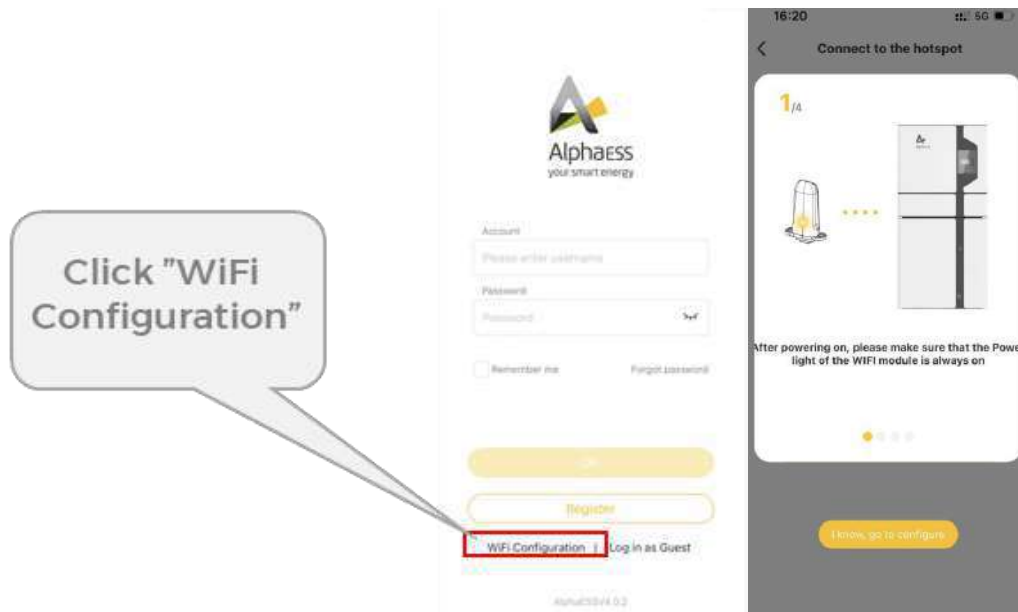 Click "WiFi
Configuration"
AlphaESS
your smart energy
Account
Please enter username
Password
Password
Remember me Forgot password
Register
WiFi Configuration | Log in as Guest
16:20 5G
Connect to the hotspot
1/4
After powering on, please make sure that the Powe
light of the WIFI module is always on
I know, go to configure